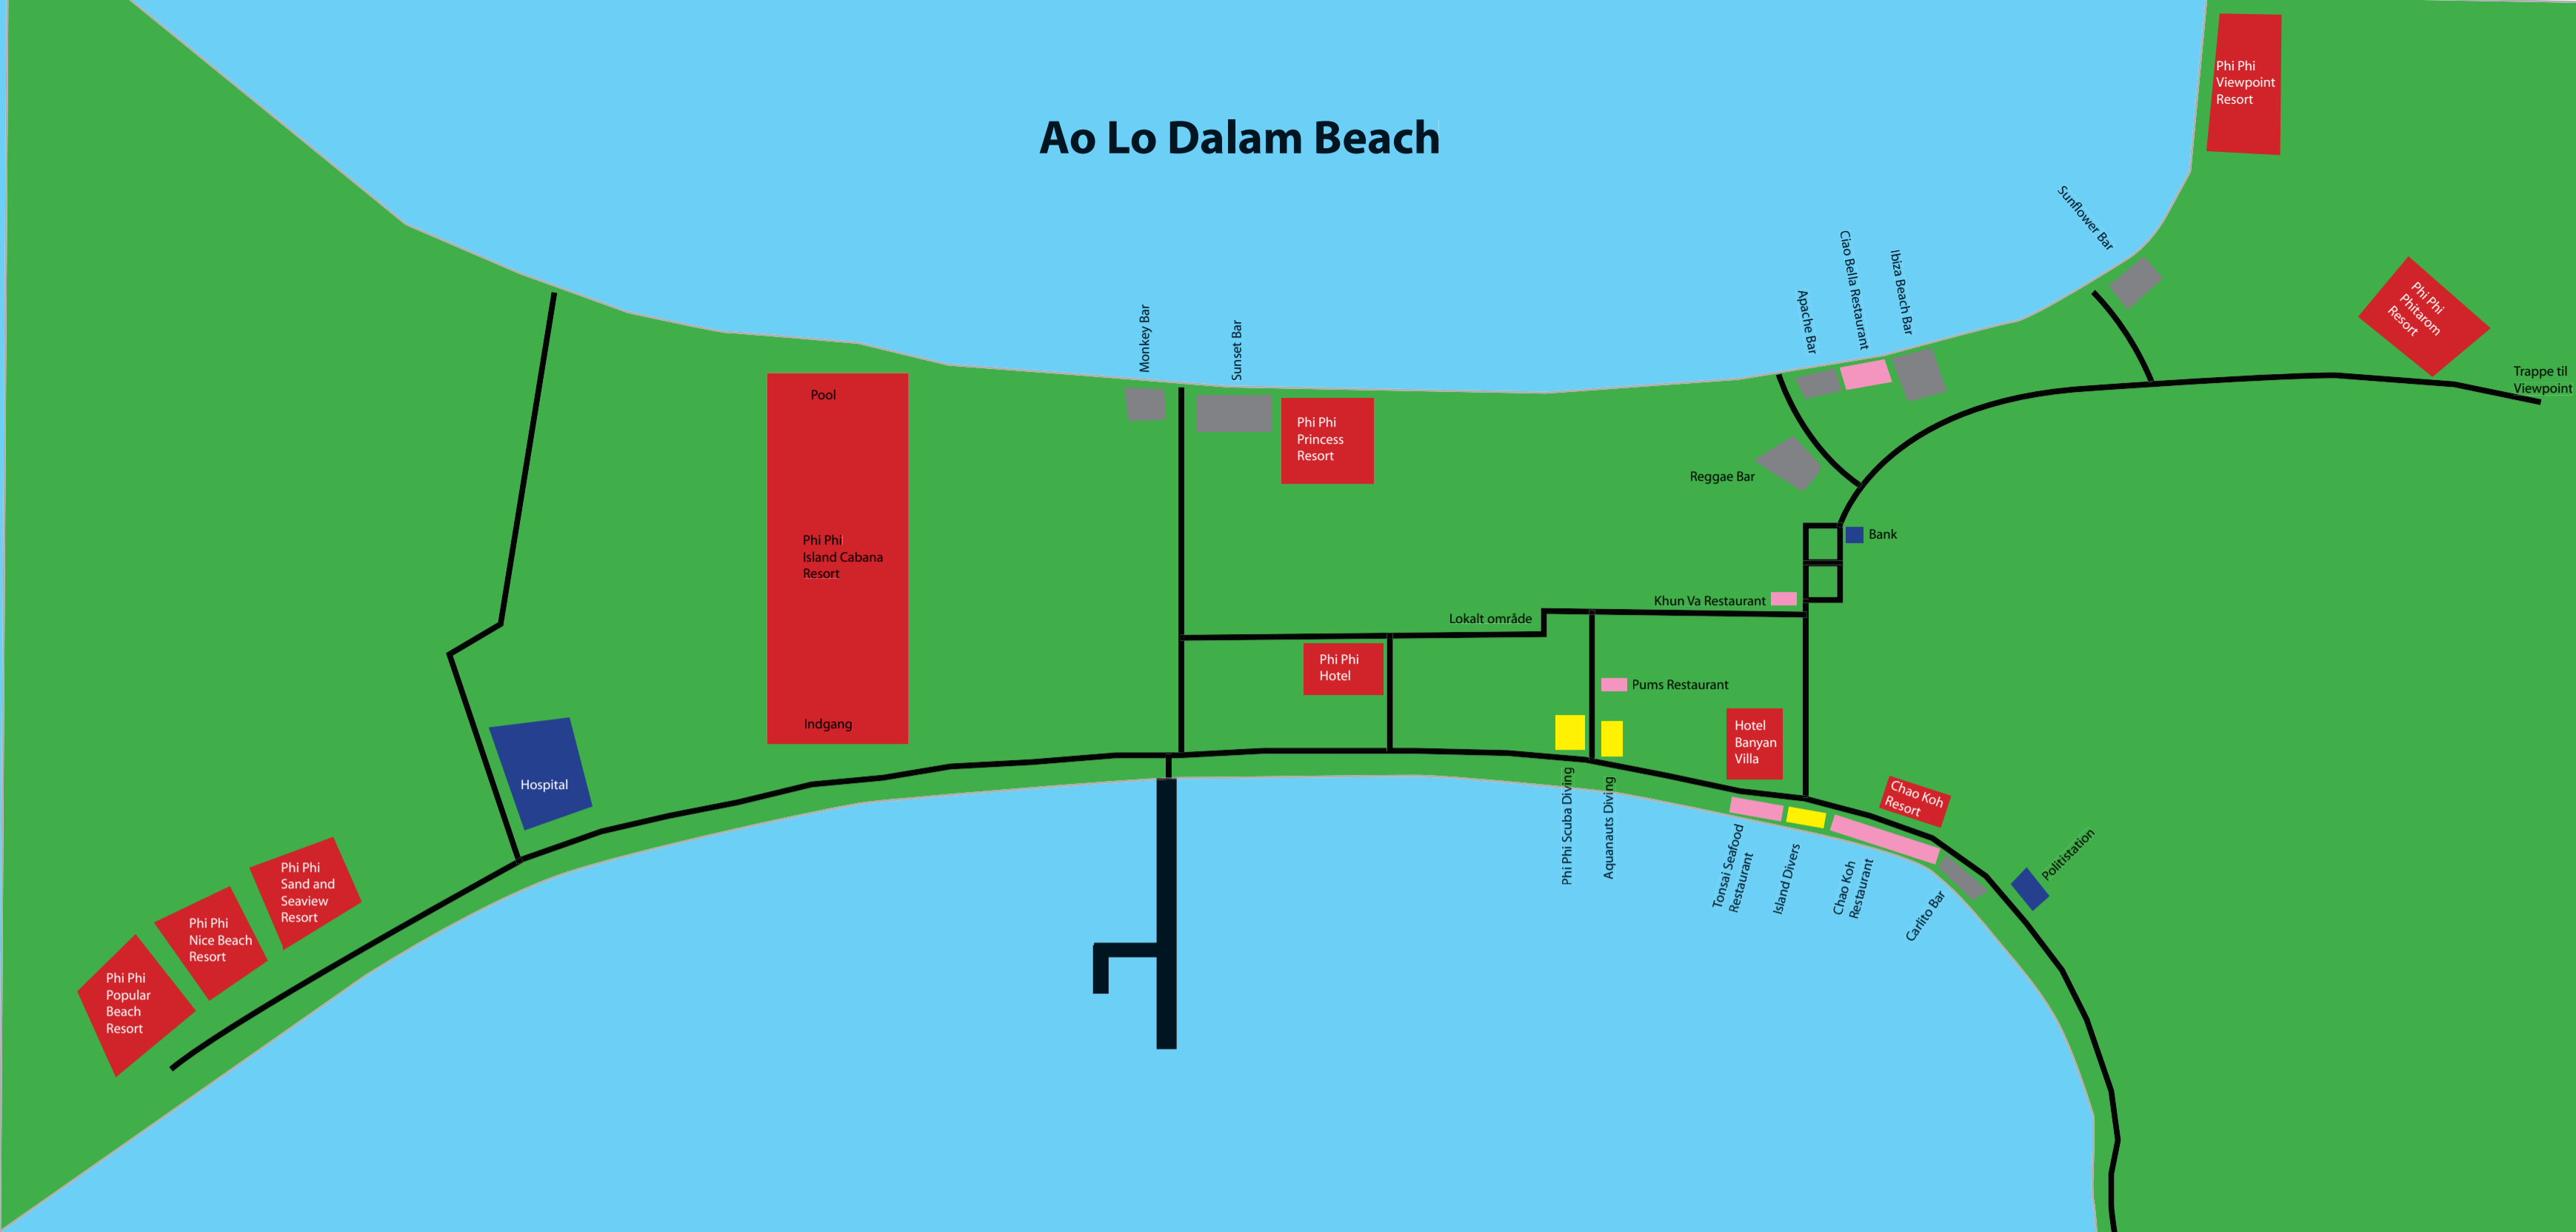 Phi Phi
Viewpoint
Resort
Ao Lo Dalam Beach
Sunflower Bar
Ciao Bella Restaurant
Ibiza Beach Bar
Apache Bar
Monkey Bar
Sunset Bar
Phi Phi
Phitarom
Resort
Trappe til
Viewpoint
Pool
Phi Phi
Princess
Resort
Reggae Bar
Bank
Phi Phi
Island Cabana
Resort
Khun Va Restaurant
Lokalt område
Phi Phi
Hotel
Pums Restaurant
Indgang
Hotel
Banyan
Villa
Hospital
Chao Koh
Resort
Phi Phi Scuba Diving
Aquanauts Diving
Tonsai Seafood
Restaurant
Island Divers
Chao Koh
Restaurant
Carlito Bar
Politistation
Phi Phi
Sand and
Seaview
Resort
Phi Phi
Nice Beach
Resort
Phi Phi
Popular
Beach
Resort